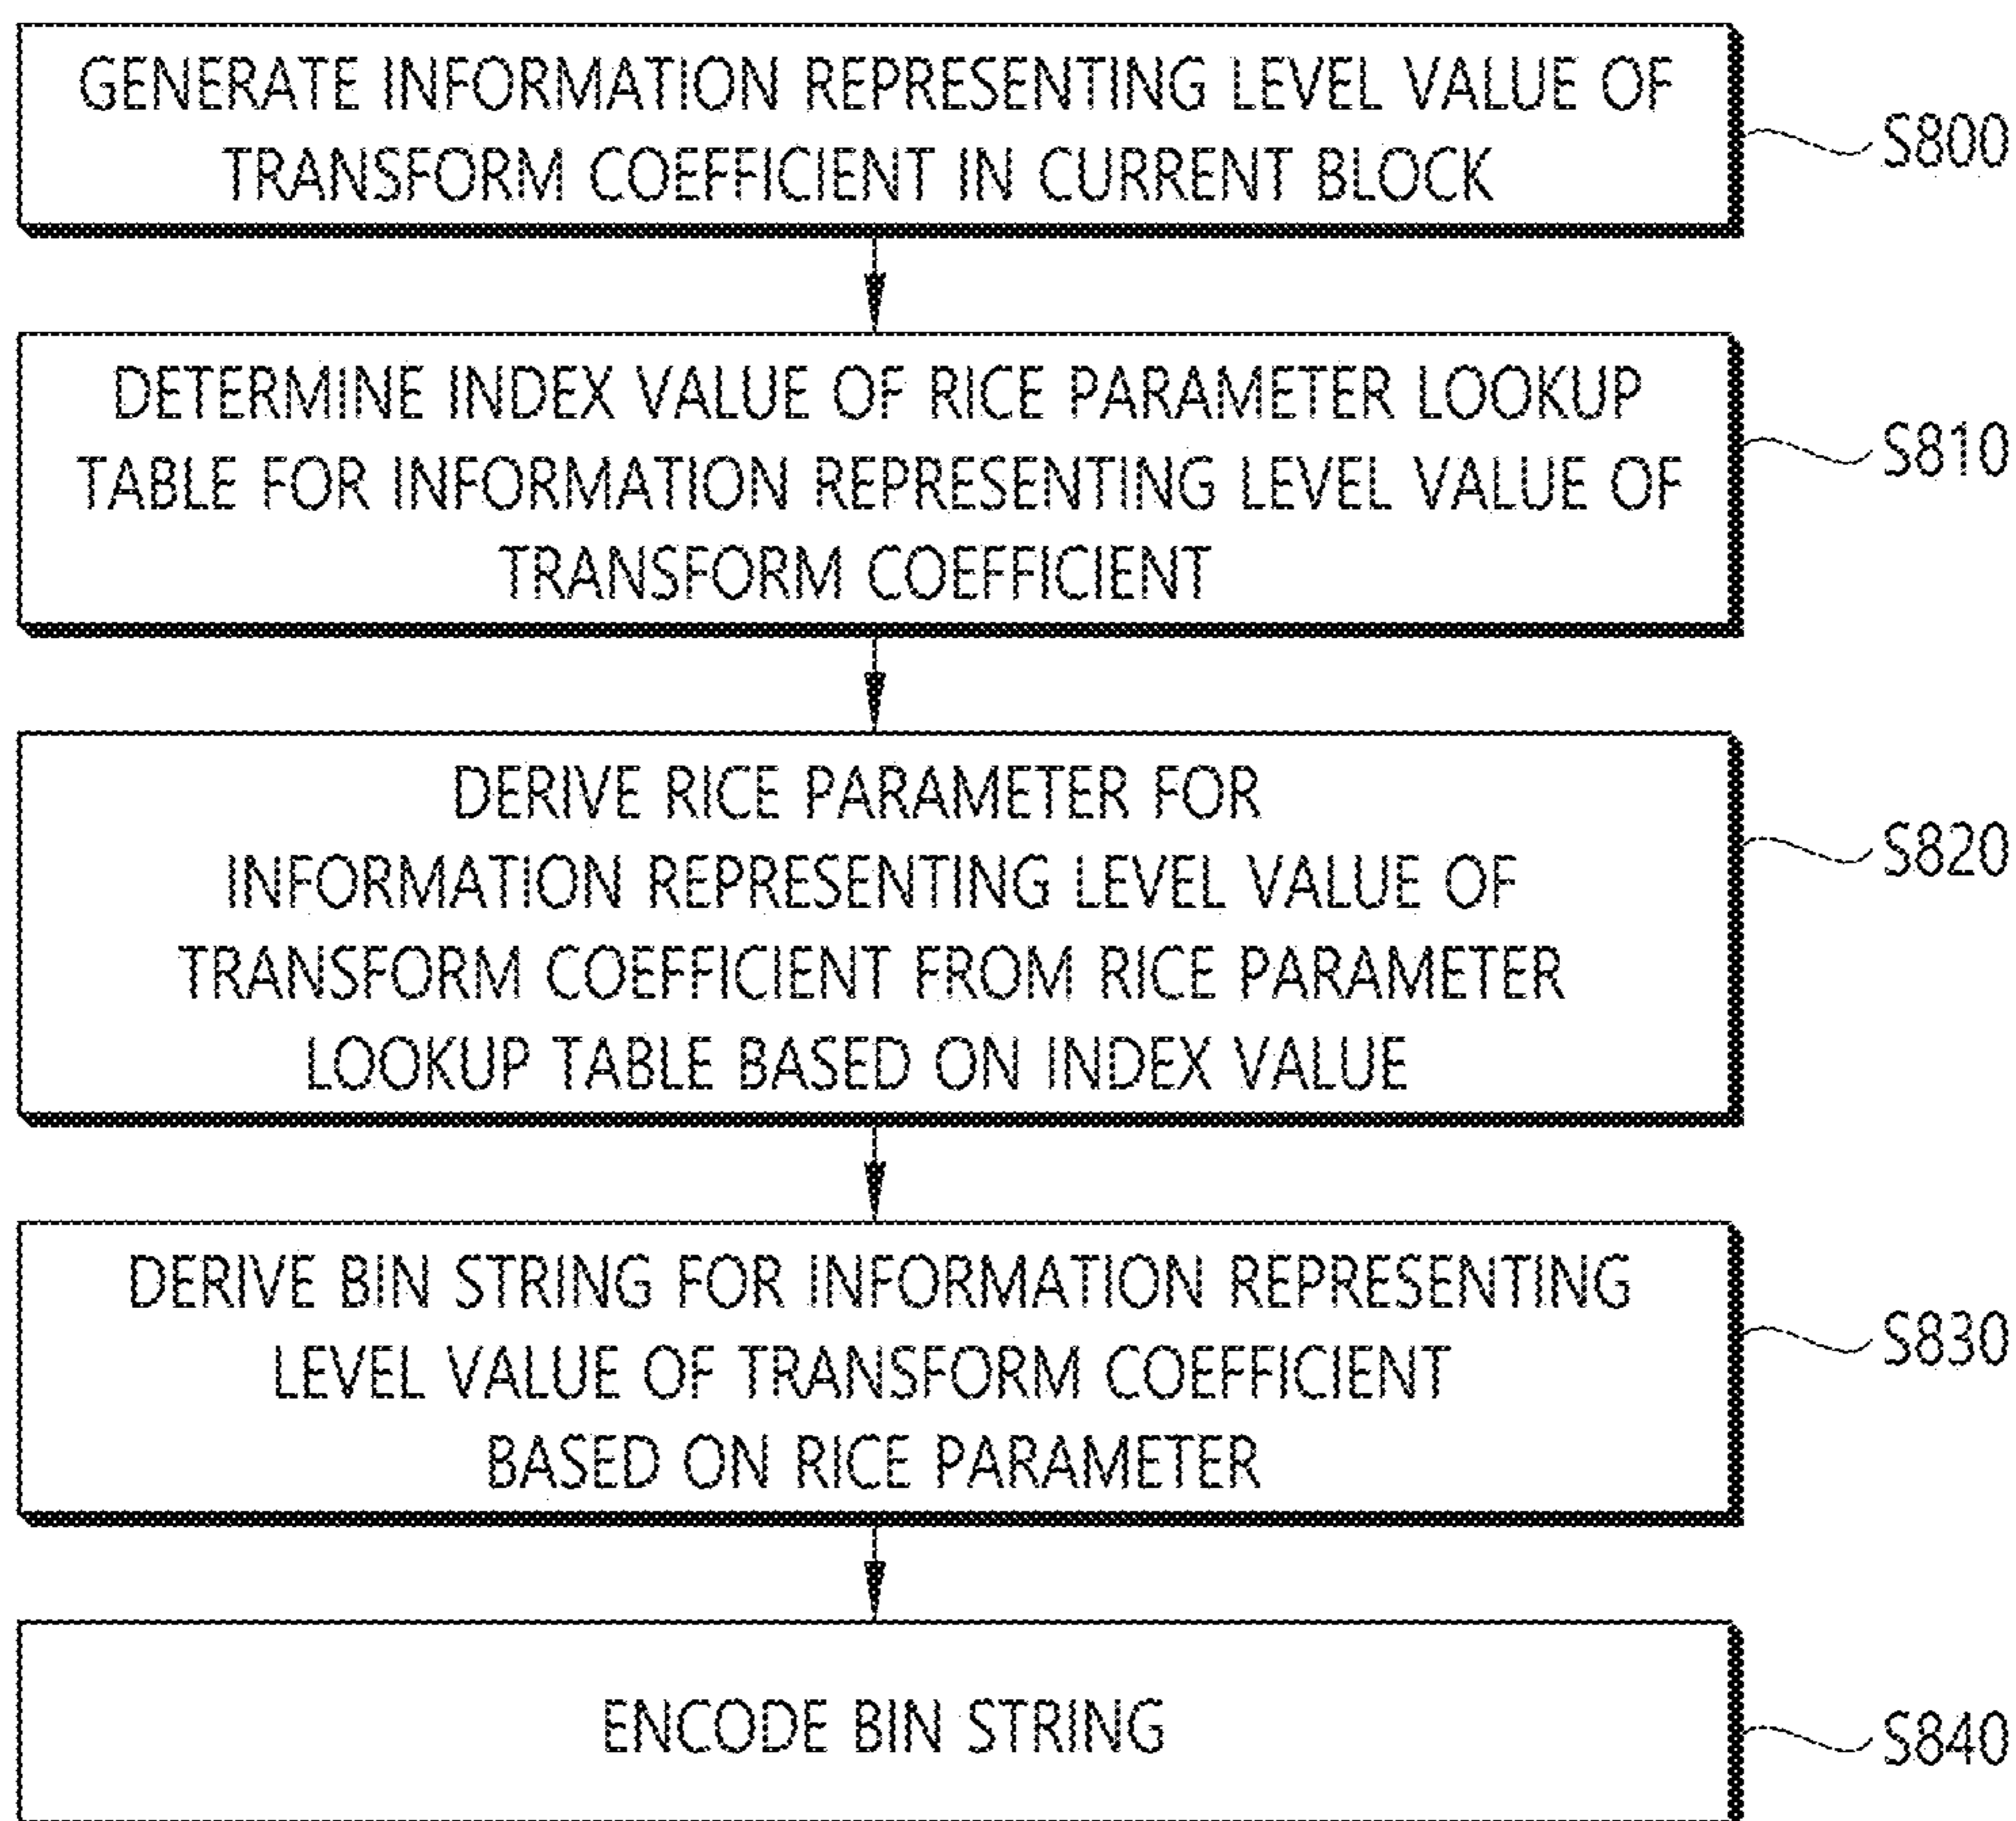 GENERATE INFORMATION REPRESENTING LEVEL VALUE OF
TRANSFORM COEFFICIENT IN CURRENT BLOCK
S800
DETERMINE INDEX VALUE OF RICE PARAMETER LOOKUP
TABLE FOR INFORMATION REPRESENTING LEVEL VALUE OF
TRANSFORM COEFFICIENT
S810
DERIVE RICE PARAMETER FOR
INFORMATION REPRESENTING LEVEL VALUE OF
TRANSFORM COEFFICIENT FROM RICE PARAMETER
LOOKUP TABLE BASED ON INDEX VALUE
S820
DERIVE BIN STRING FOR INFORMATION REPRESENTING
LEVEL VALUE OF TRANSFORM COEFFICIENT
BASED ON RICE PARAMETER
S830
ENCODE BIN STRING
S840